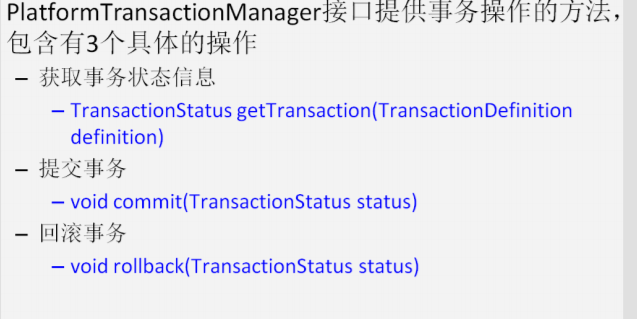 PlatformTransactionManager接口提供事务操作的方法，
包含有3个具体的操作
– 获取事务状态信息
– TransactionStatus getTransaction(TransactionDefinition
definition)
– 提交事务
– void commit(TransactionStatus status)
– 回滚事务
– void rollback(TransactionStatus status)